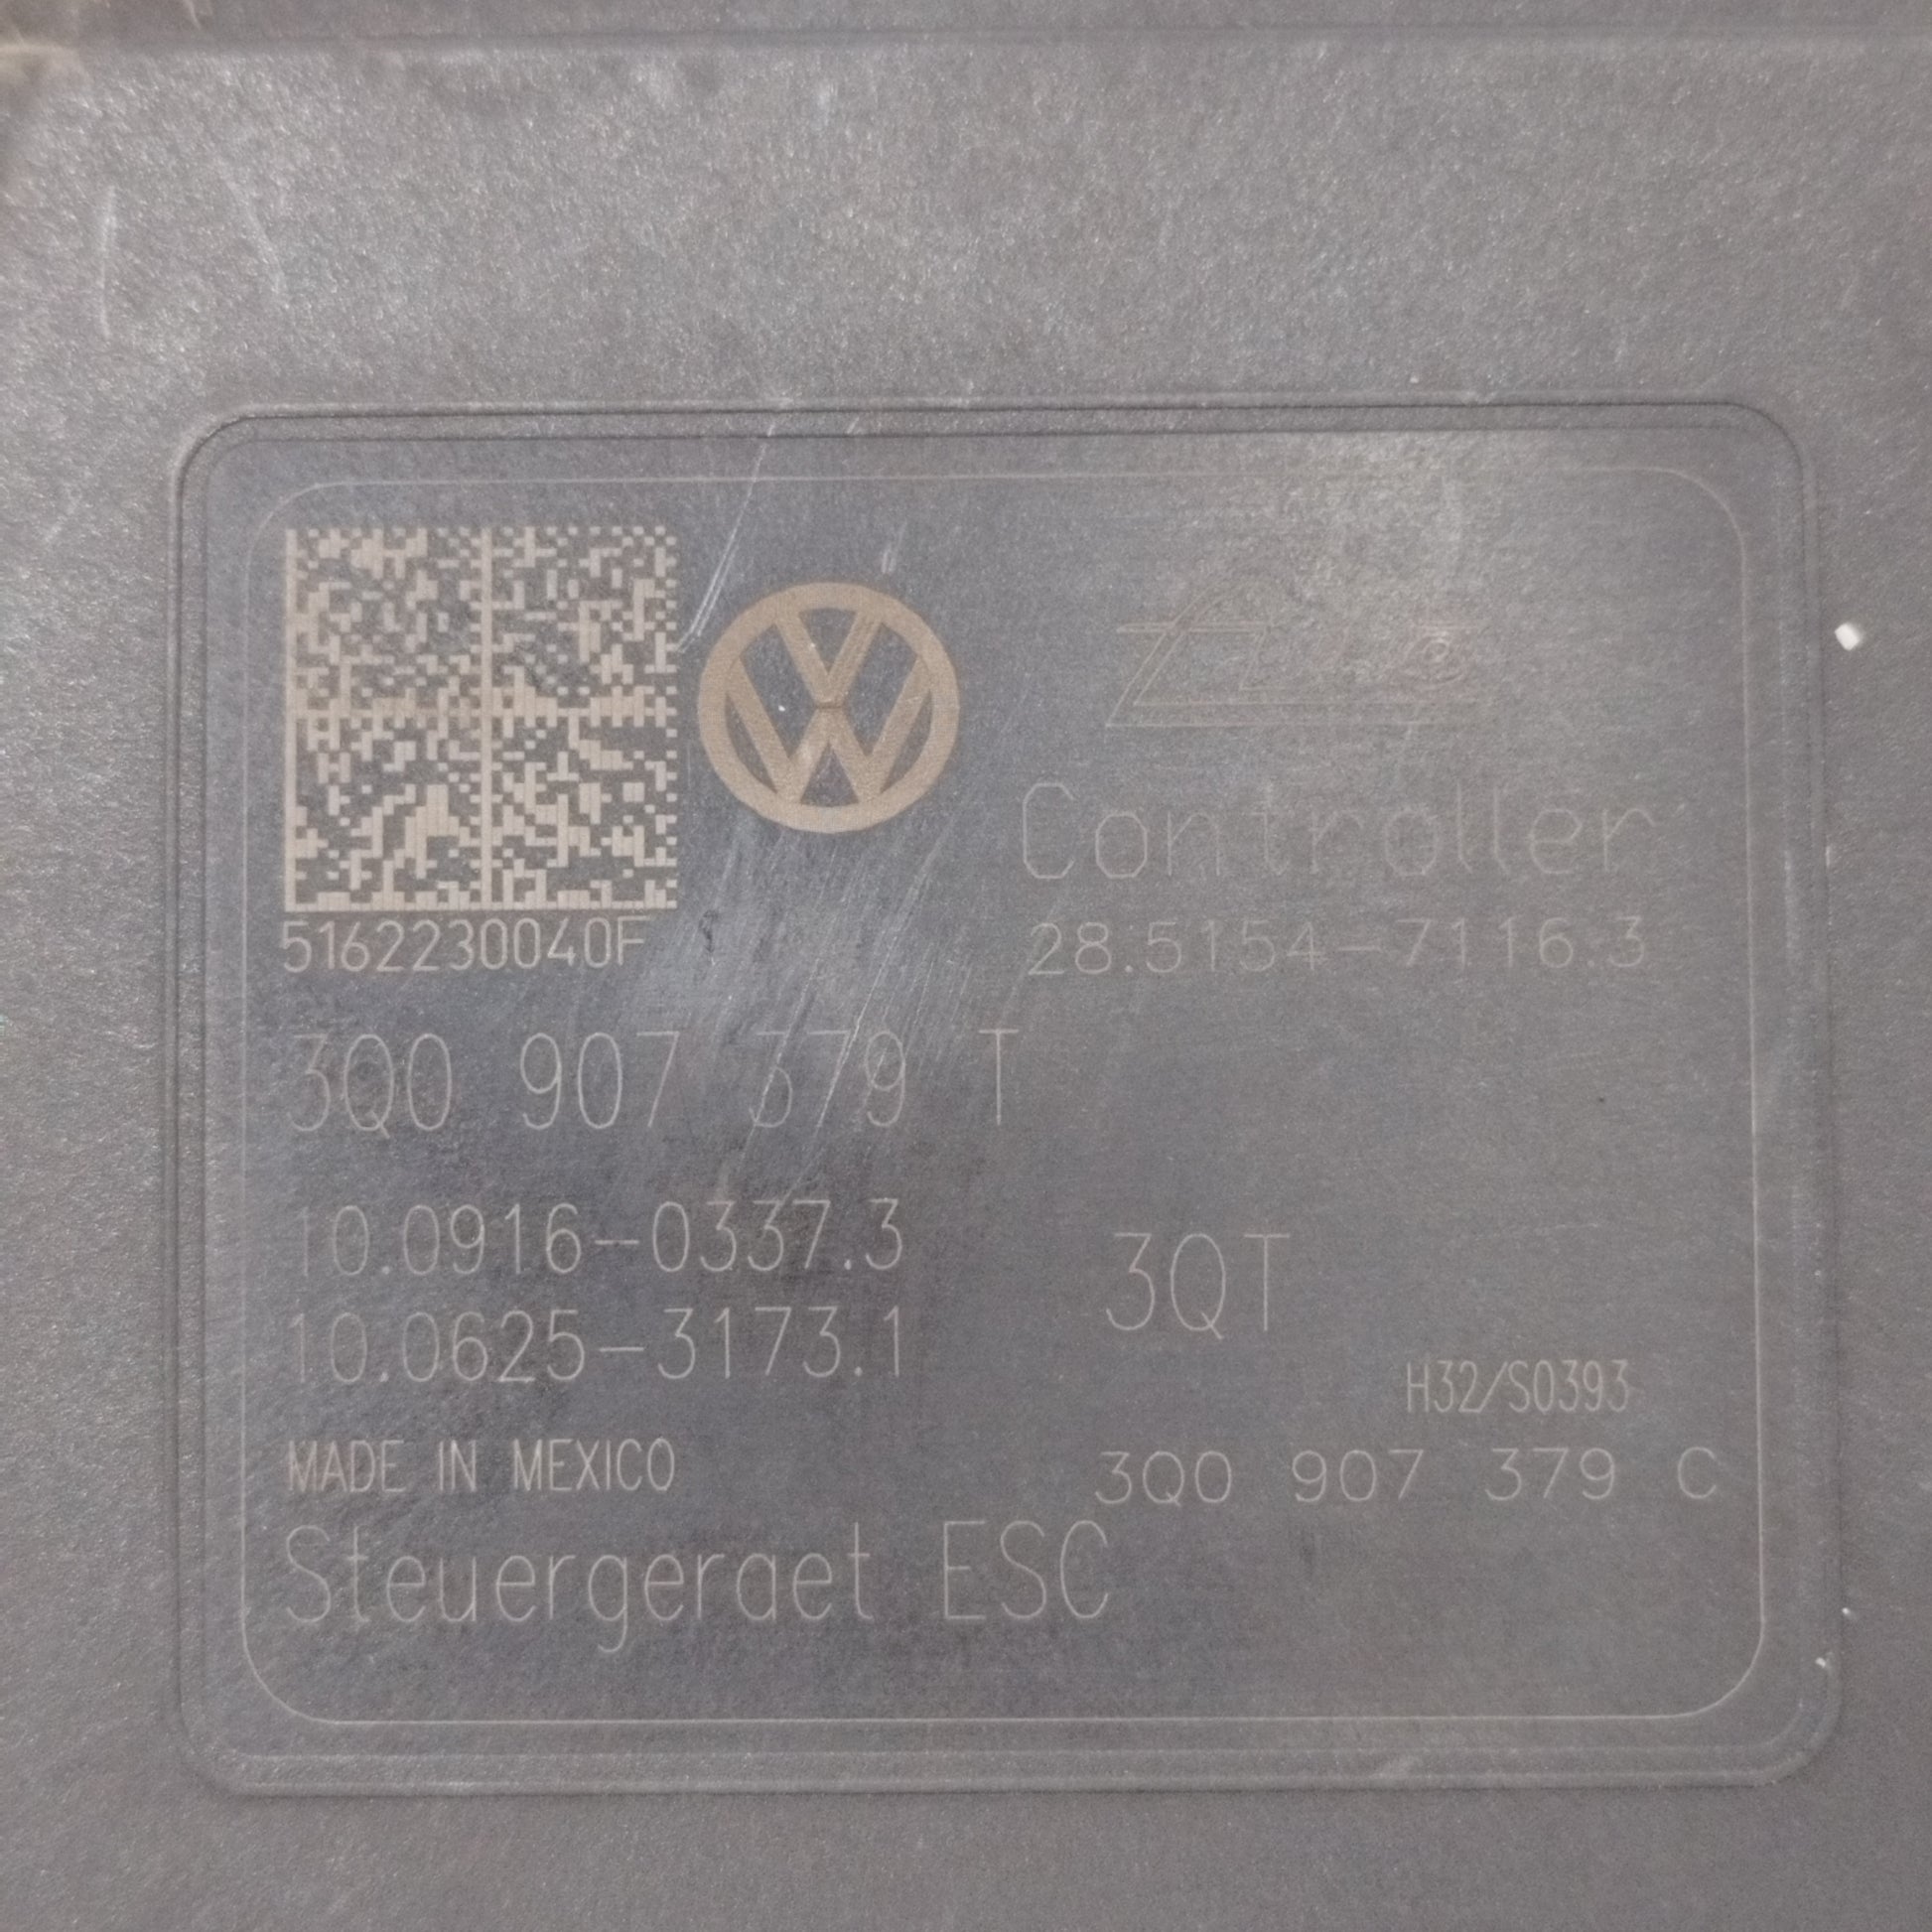 5162230040F
Controller
28.5154-7116.3
3Q0 907 379 T
10.0916-0337.3
10.0625-3173.1
3QT
H32/S0393
MADE IN MEXICO
3Q0 907 379 C
Steuergeraet ESC